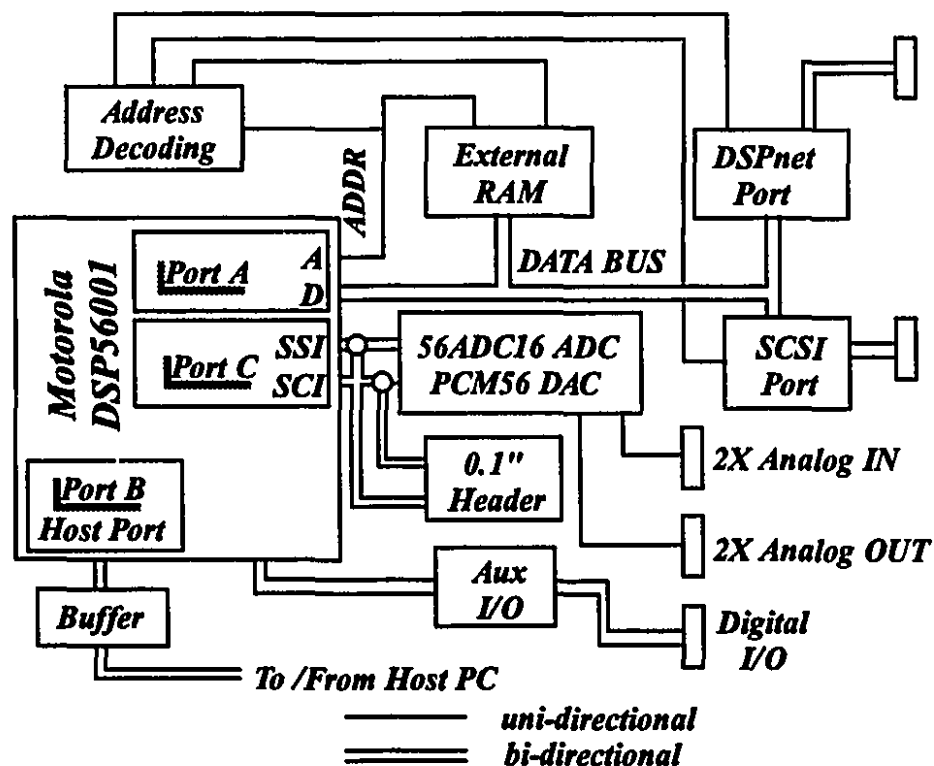 Address
Decoding
External
RAM
DSPnet
Port
ADDR
Motorola
DSP56001
Port A
A
D
DATA BUS
Port C
SSI
SCI
56ADC16 ADC
PCM56 DAC
SCSI
Port
0.1"
Header
2X Analog IN
Port B
Host Port
2X Analog OUT
Aux
I/O
Buffer
Digital
I/O
To /From Host PC
uni-directional
bi-directional